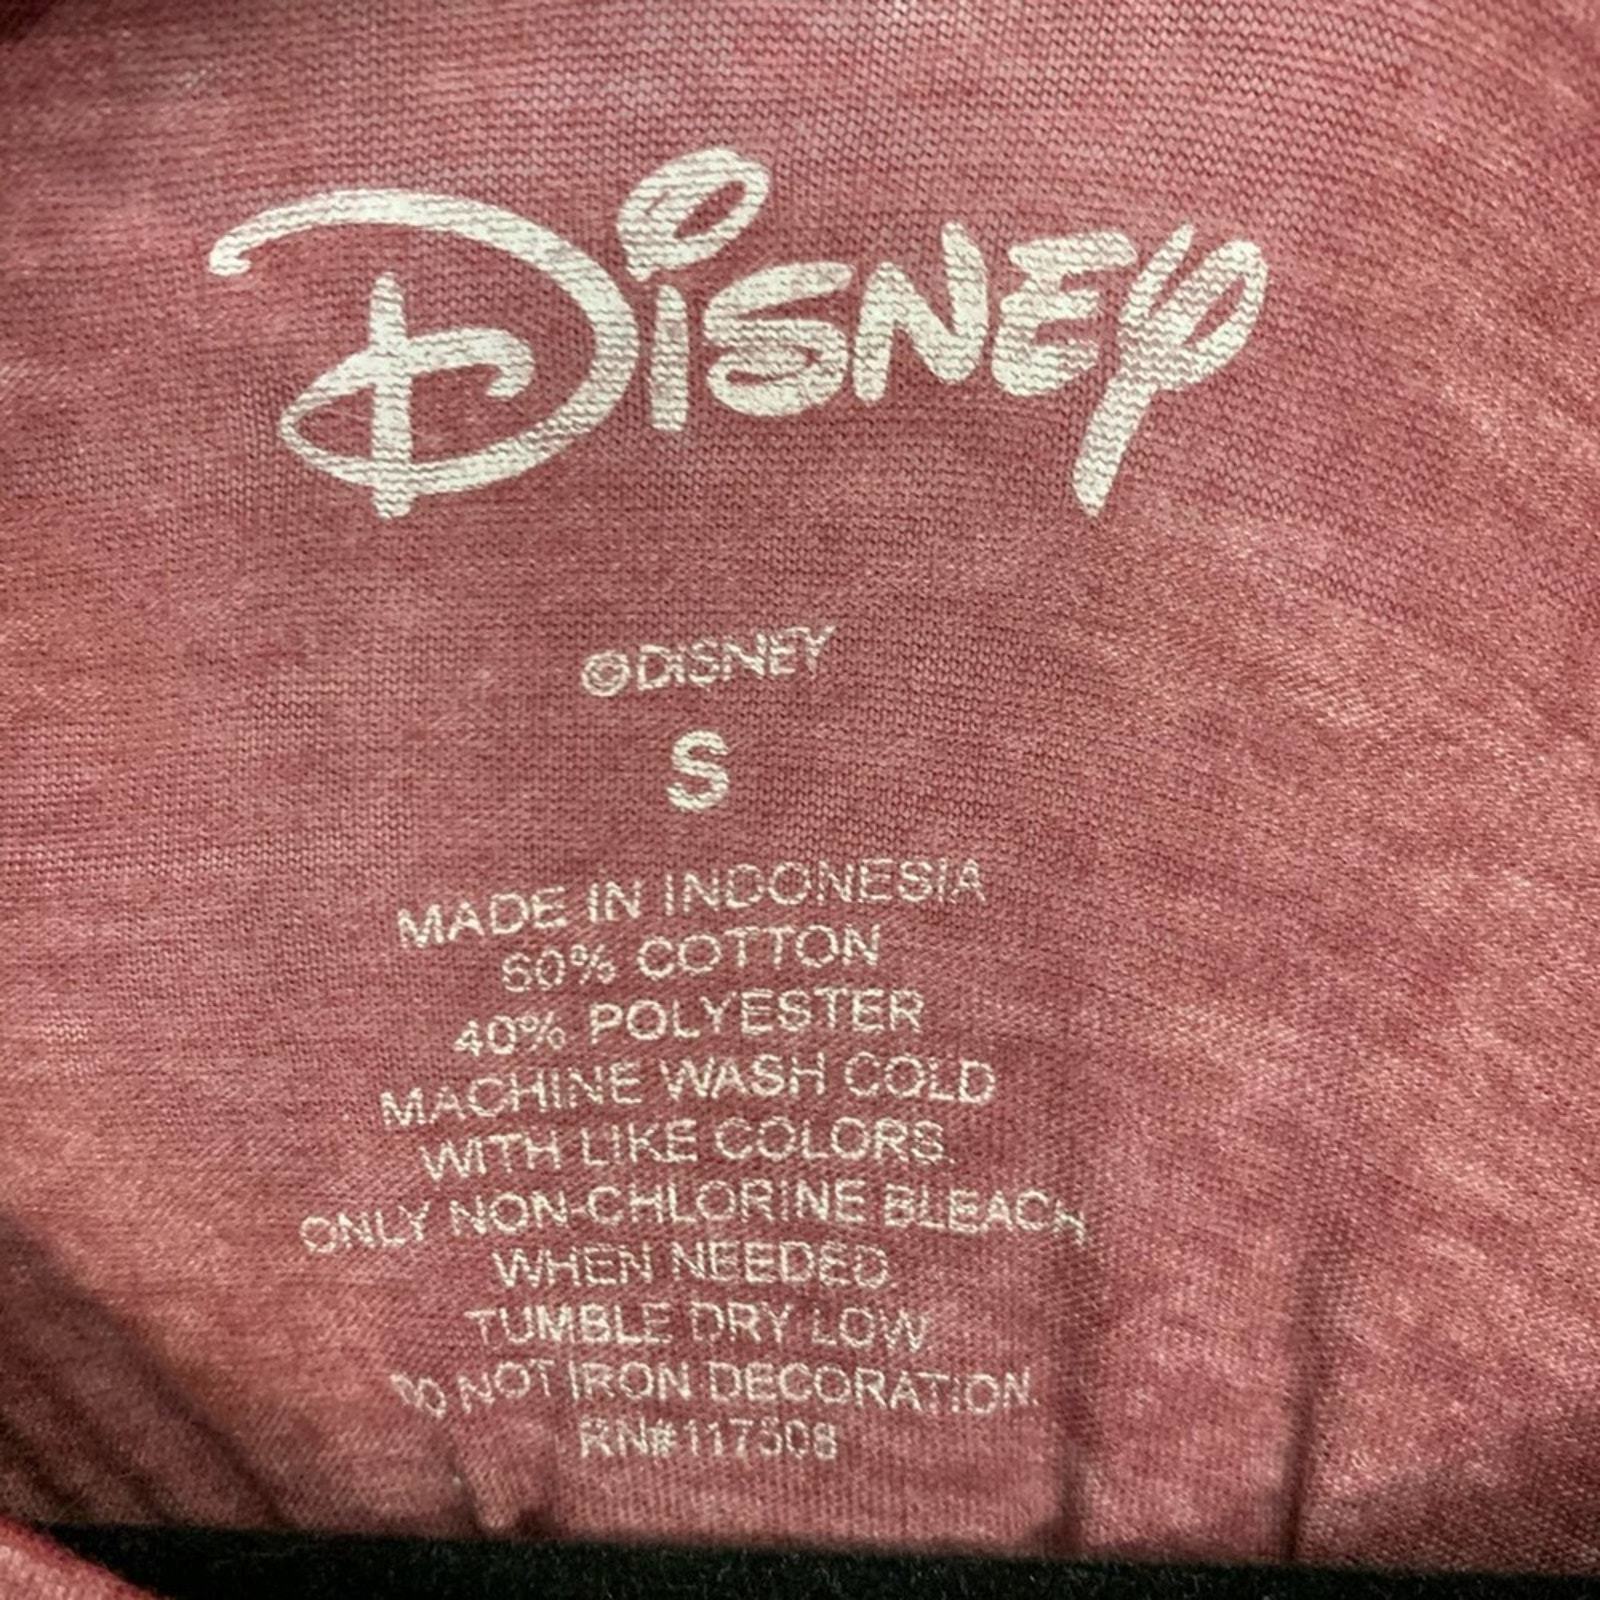 Disney
©DISNEY
S
MADE IN INDONESIA
60% COTTON
40% POLYESTER
MACHINE WASH COLD
WITH LIKE COLORS.
ONLY NON-CHLORINE BLEACH
WHEN NEEDED.
TUMBLE DRY LOW.
DO NOT IRON DECORATION.
RN#117508